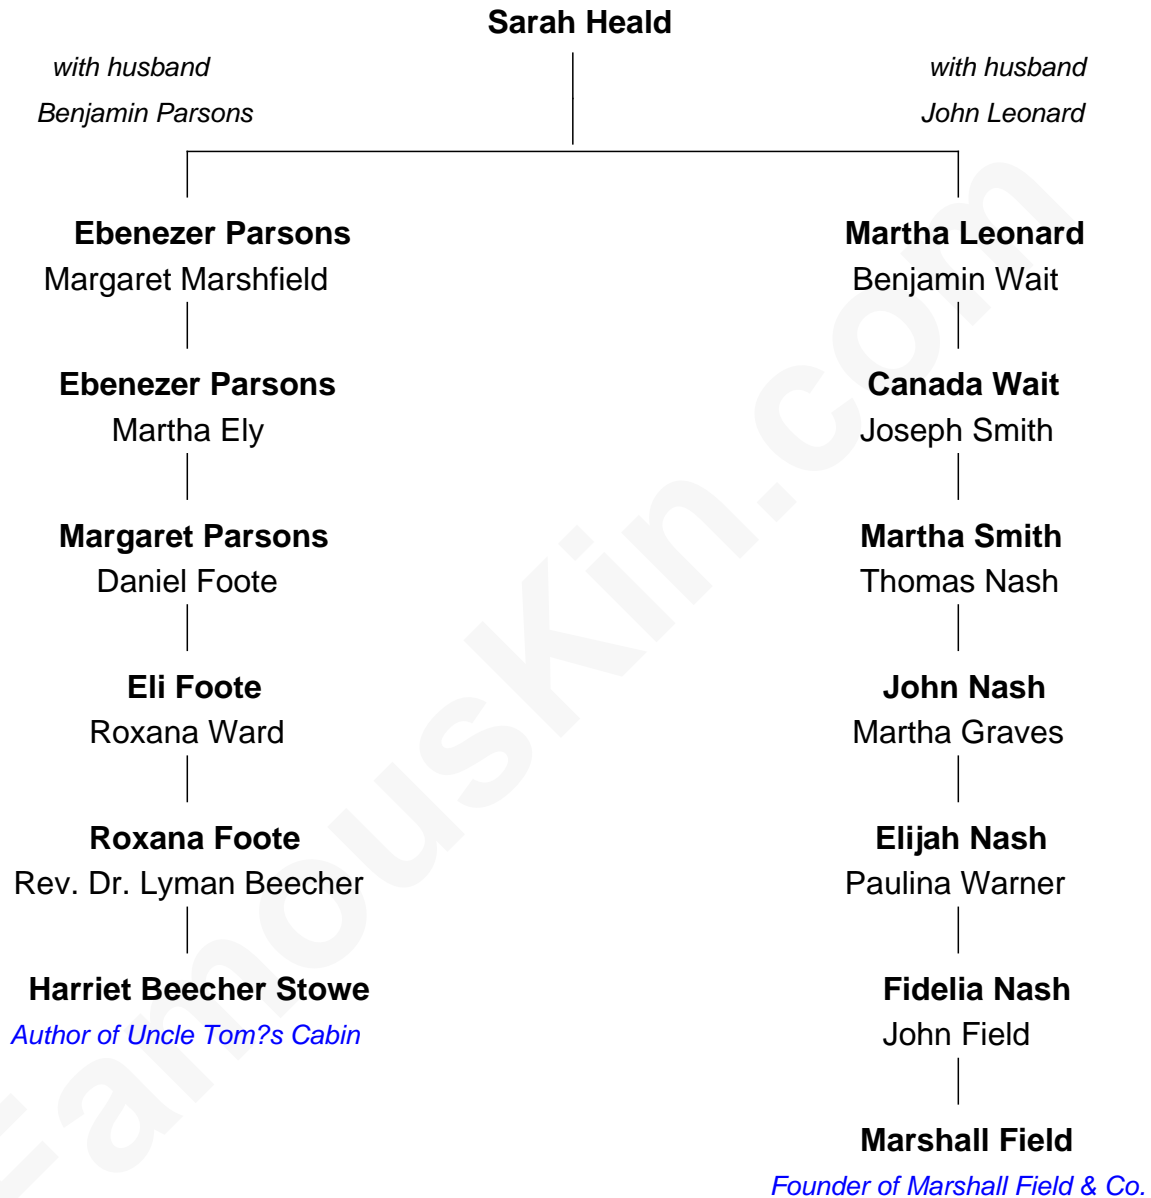 Sarah Heald
with husband
Benjamin Parsons
with husband
John Leonard
Ebenezer Parsons
Margaret Marshfield
Martha Leonard
Benjamin Wait
Ebenezer Parsons
Martha Ely
Canada Wait
Joseph Smith
Margaret Parsons
Daniel Foote
Martha Smith
Thomas Nash
Eli Foote
Roxana Ward
John Nash
Martha Graves
Roxana Foote
Rev. Dr. Lyman Beecher
Elijah Nash
Paulina Warner
Harriet Beecher Stowe
Author of Uncle Tom?s Cabin
Fidelia Nash
John Field
Marshall Field
Founder of Marshall Field & Co.
FamousKin.com